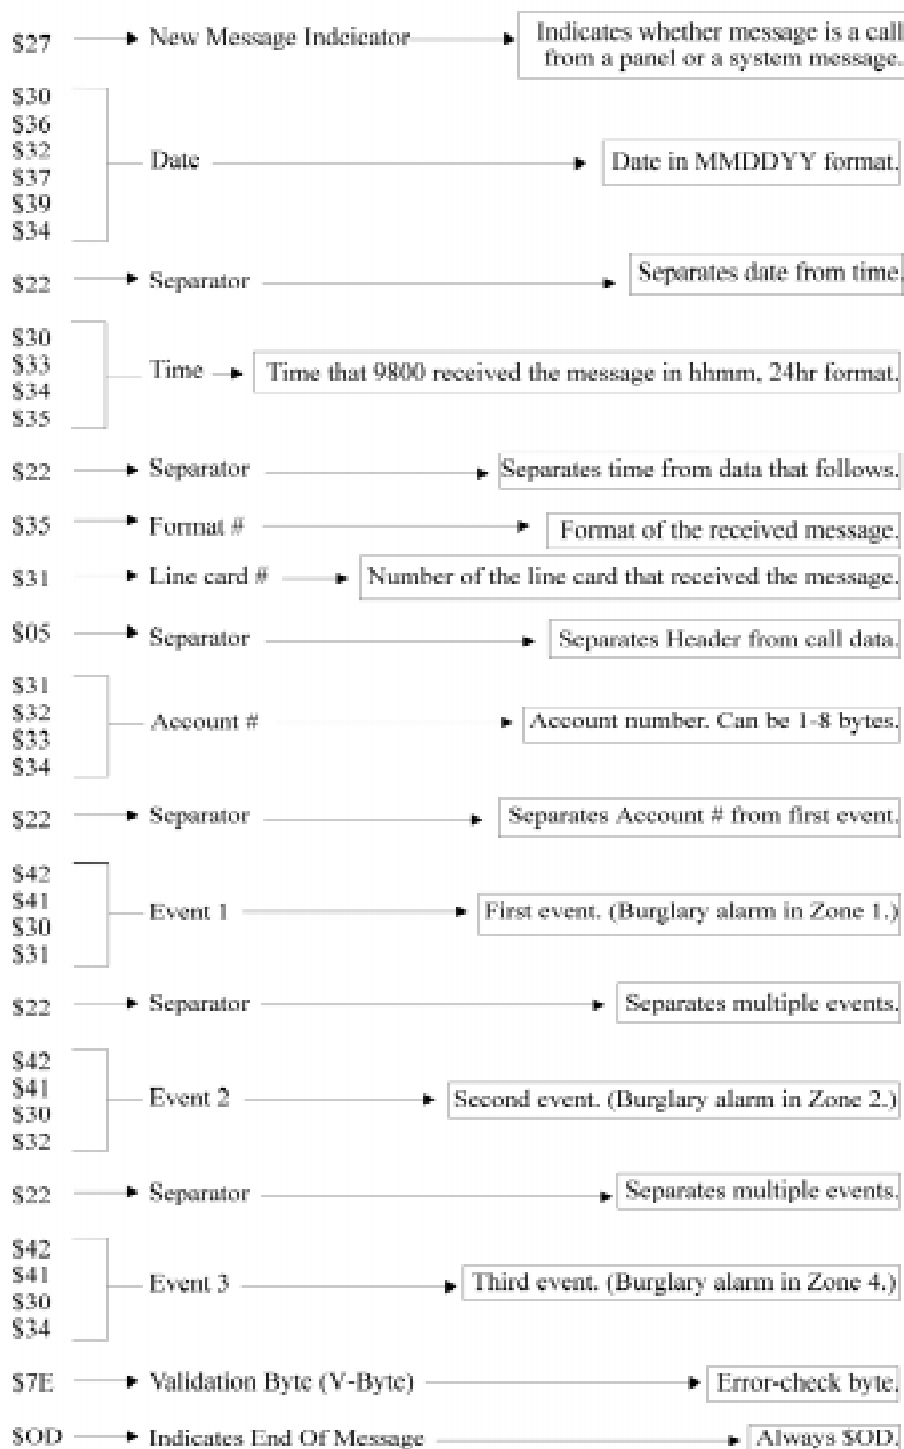 $27 New Message Indcicator Indicates whether message is a call
from a panel or a system message.
$30
$36
$32
$37
$39
$34
Date Date in MMDDYY format.
$22 Separator Separates date from time.
$30
$33
$34
$35
Time Time that 9800 received the message in hhmm, 24hr format.
$22 Separator Separates time from data that follows.
$35 Format # Format of the received message.
$31 Line card # Number of the line card that received the message.
$05 Separator Separates Header from call data.
$31
$32
$33
$34
Account # Account number. Can be 1-8 bytes.
$22 Separator Separates Account # from first event.
$42
$41
$30
$31
Event 1 First event. (Burglary alarm in Zone 1.)
$22 Separator Separates multiple events.
$42
$41
$30
$32
Event 2 Second event. (Burglary alarm in Zone 2.)
$22 Separator Separates multiple events.
$42
$41
$30
$34
Event 3 Third event. (Burglary alarm in Zone 4.)
$7E Validation Byte (V-Byte) Error-check byte.
$OD Indicates End Of Message Always $OD.